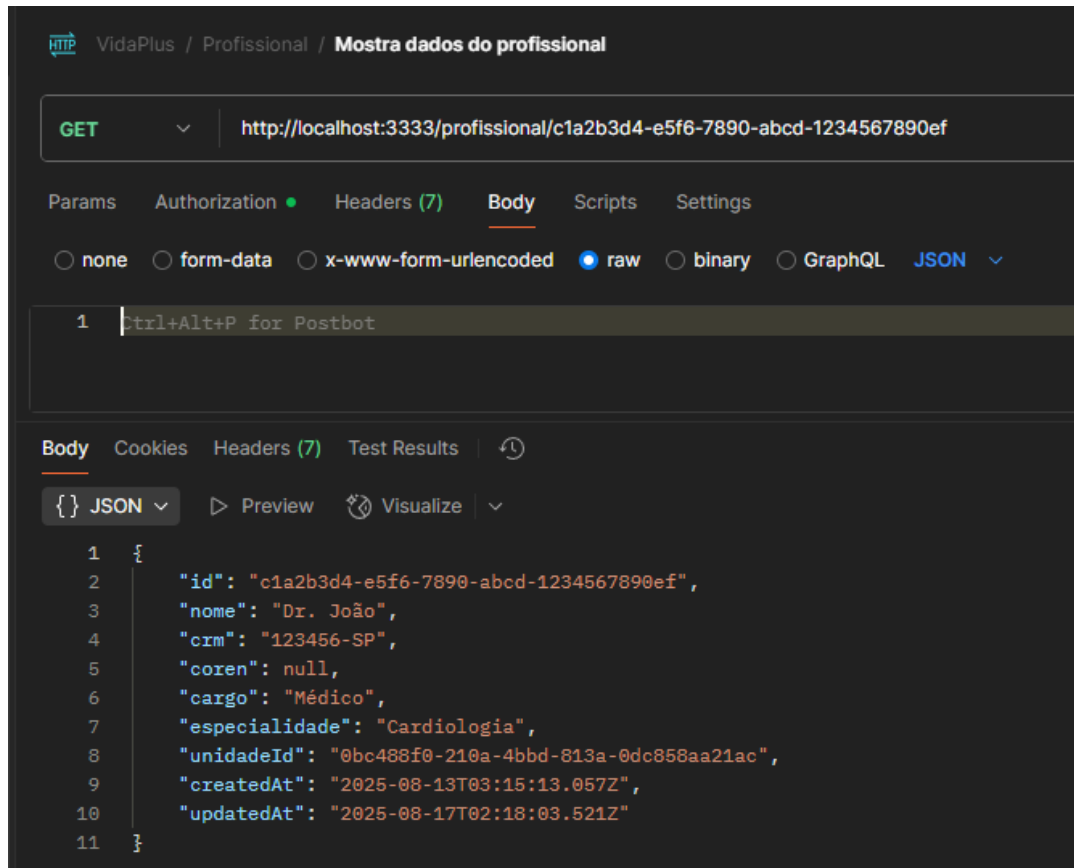 HTTP VidaPlus / Profissional / Mostra dados do profissional
GET http://localhost:3333/profissional/c1a2b3d4-e5f6-7890-abcd-1234567890ef
Params Authorization Headers (7) Body Scripts Settings
none form-data x-www-form-urlencoded raw binary GraphQL JSON
1 Ctrl+Alt+P for Postbot
Body Cookies Headers (7) Test Results
{} JSON Preview Visualize
1 {
2 "id": "c1a2b3d4-e5f6-7890-abcd-1234567890ef",
3 "nome": "Dr. João",
4 "crm": "123456-SP",
5 "coren": null,
6 "cargo": "Médico",
7 "especialidade": "Cardiologia",
8 "unidadeId": "0bc488f0-210a-4bbd-813a-0dc858aa21ac",
9 "createdAt": "2025-08-13T03:15:13.057Z",
10 "updatedAt": "2025-08-17T02:18:03.521Z"
11 }